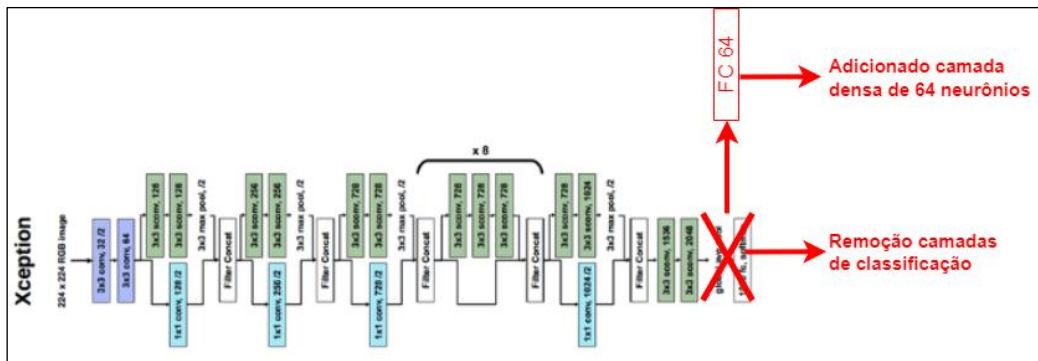 Xception
224 x 224 RGB image
3x3 conv, 32 /2
3x3 conv, 64
3x3 sconv, 128
3x3 sconv, 128
3x3 max pool, /2
1x1 conv, 128 /2
Filter Concat
3x3 sconv, 256
3x3 sconv, 256
3x3 max pool, /2
1x1 conv, 256 /2
Filter Concat
3x3 sconv, 728
3x3 sconv, 728
3x3 max pool, /2
1x1 conv, 728 /2
Filter Concat
x 8
3x3 sconv, 728
3x3 sconv, 728
3x3 sconv, 728
Filter Concat
3x3 sconv, 728
3x3 sconv, 1024
3x3 max pool, /2
1x1 conv, 1024 /2
Filter Concat
3x3 sconv, 1536
3x3 sconv, 2048
FC 64
Adicionado camada
densa de 64 neurônios
Remoção camadas
de classificação